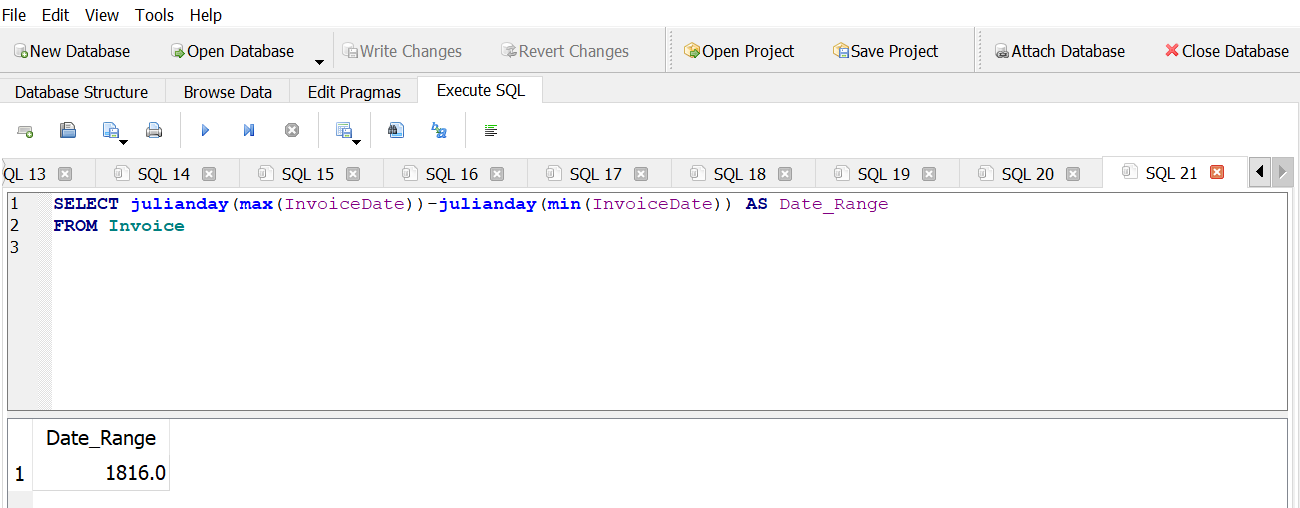 File Edit View Tools Help
New Database Open Database Write Changes Revert Changes Open Project Save Project Attach Database Close Database
Database Structure Browse Data Edit Pragmas Execute SQL
QL 13 SQL 14 SQL 15 SQL 16 SQL 17 SQL 18 SQL 19 SQL 20 SQL 21
1 SELECT julianday(max(InvoiceDate))-julianday(min(InvoiceDate)) AS Date_Range
2 FROM Invoice
3
Date_Range
1 1816.0